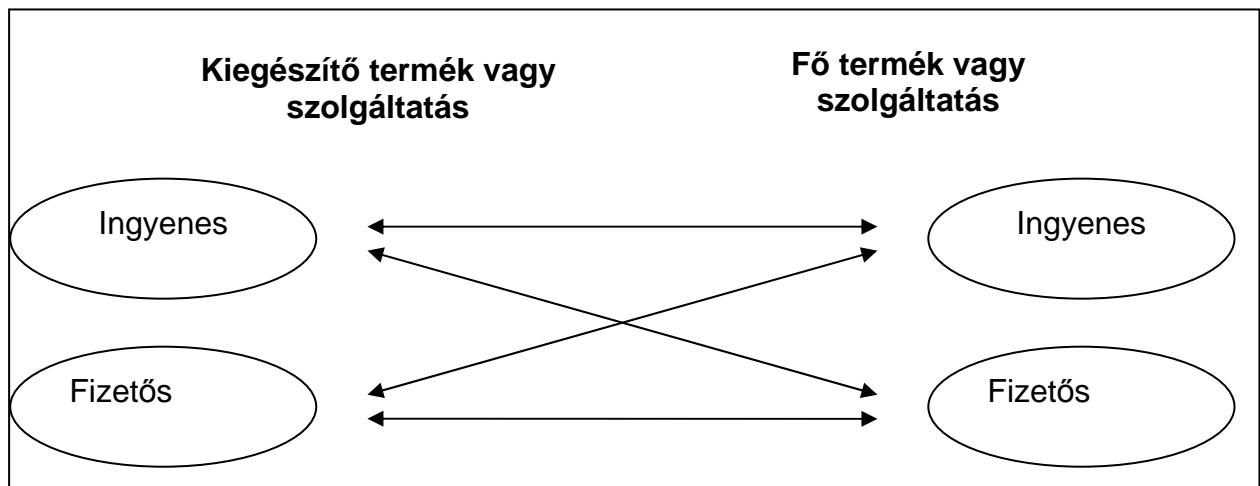 Kiegészítő termék vagy
szolgáltatás
Fő termék vagy
szolgáltatás
Ingyenes
Ingyenes
Fizetős
Fizetős